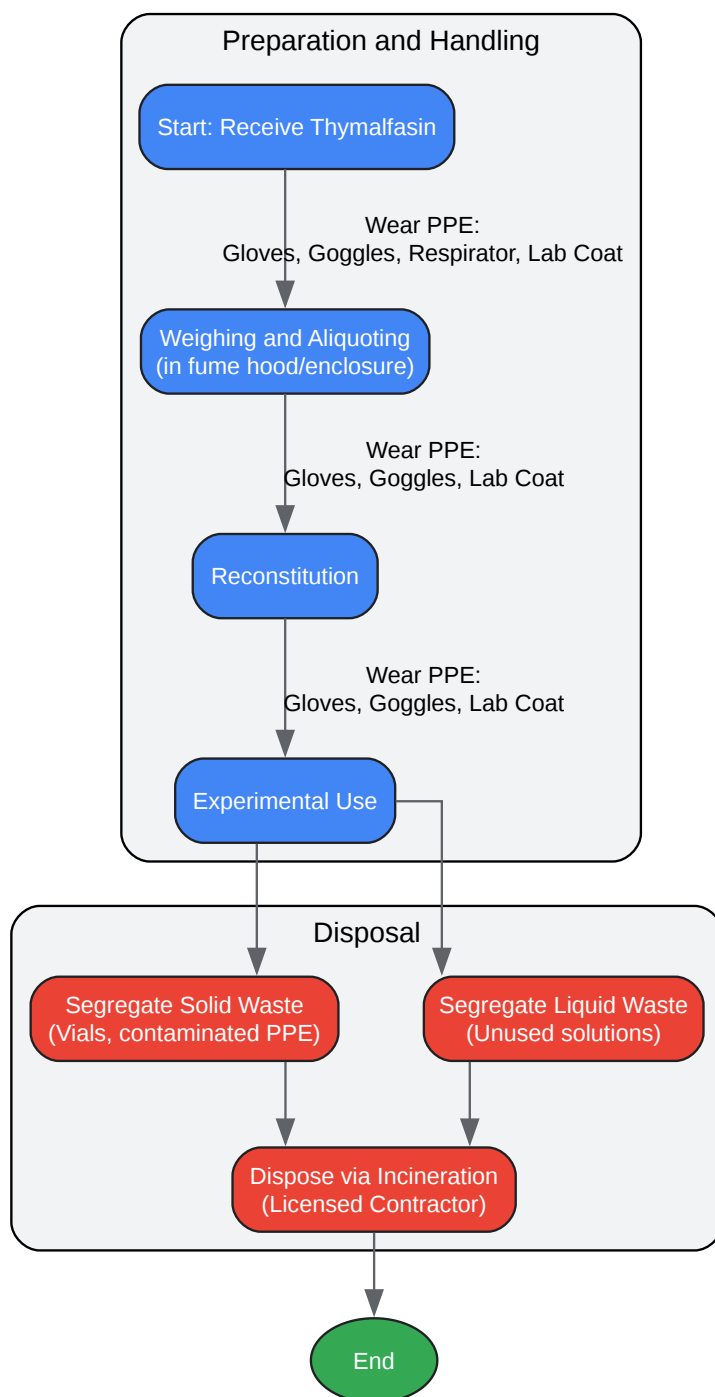 Preparation and Handling
Start: Receive Thymalfasin
Wear PPE:
Gloves, Goggles, Respirator, Lab Coat
Weighing and Aliquoting
(in fume hood/enclosure)
Wear PPE:
Gloves, Goggles, Lab Coat
Reconstitution
Wear PPE:
Gloves, Goggles, Lab Coat
Experimental Use
Disposal
Segregate Solid Waste
(Vials, contaminated PPE)
Segregate Liquid Waste
(Unused solutions)
Dispose via Incineration
(Licensed Contractor)
End